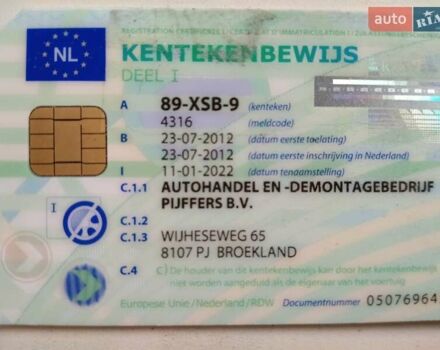 REGISTRATION CERTIFICATE
auto RIA
NL
KENTEKENBEWIJS
DEEL I
A 89-XSB-9 (kenteken)
4316 (meldcode)
B 23-07-2012 (datum eerste toelating)
23-07-2012 (datum eerste inschrijving in Nederland)
I 11-01-2022 (datum tenaamstelling)
C.1.1 AUTOHANDEL EN -DEMONTAGEBEDRIJF
PIJFFERS B.V.
I
C.1.2
C.1.3 WIJHESEWEG 65
8107 PJ BROEKLAND
C.4 C) De houder van dit kentekenbewijs kan door het kentekenbewijs
niet worden aangeduid als de eigenaar van het voertuig
Europese Unie/Nederland/RDW Documentnummer 05076964